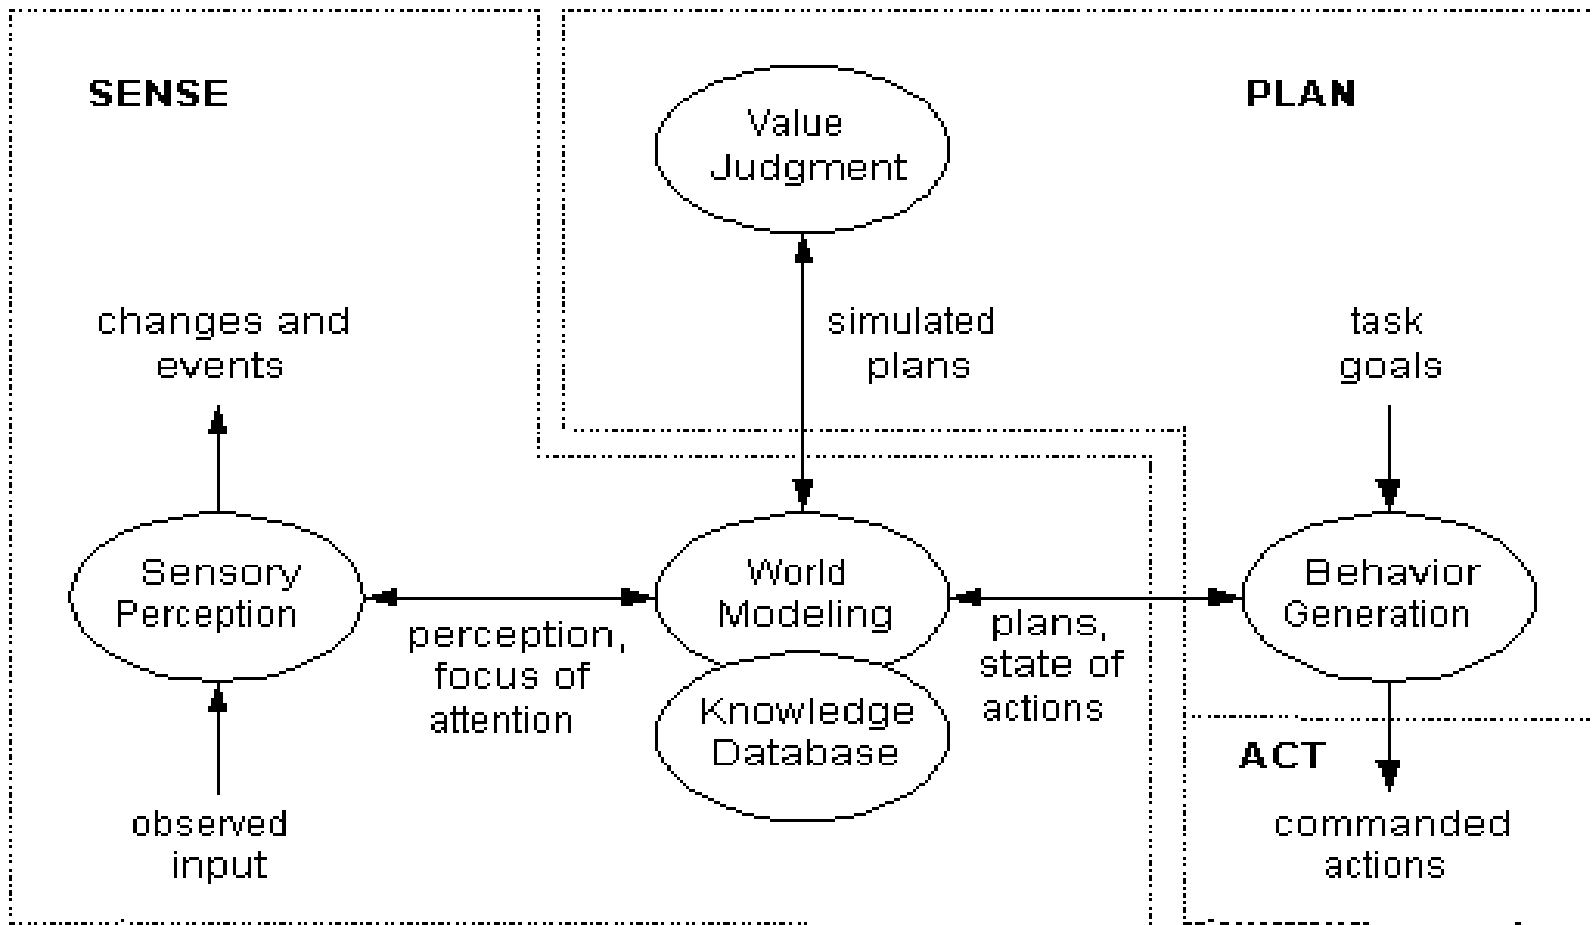 SENSE
PLAN
Value
Judgment
changes and
events
simulated
plans
task
goals
Sensory
Perception
perception,
focus of
attention
World
Modeling
Knowledge
Database
plans,
state of
actions
Behavior
Generation
observed
input
ACT
commanded
actions